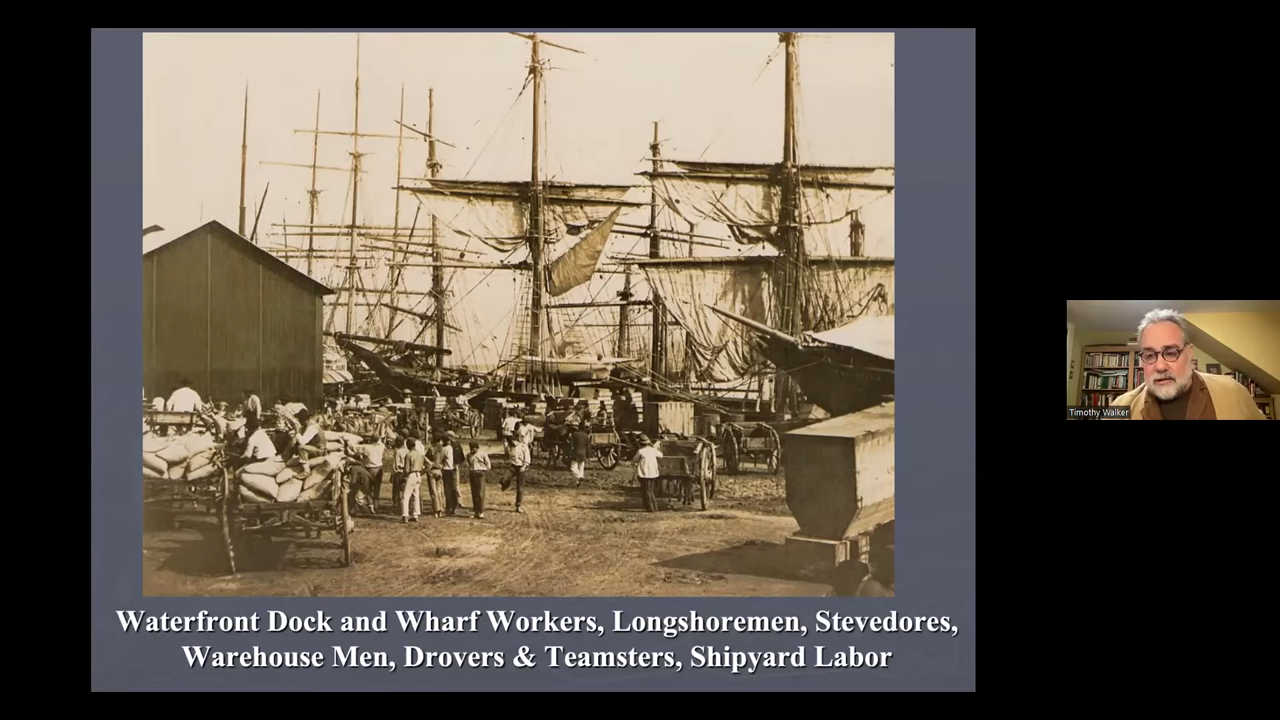 Waterfront Dock and Wharf Workers, Longshoremen, Stevedores,
Warehouse Men, Drovers & Teamsters, Shipyard Labor
Timothy Walker